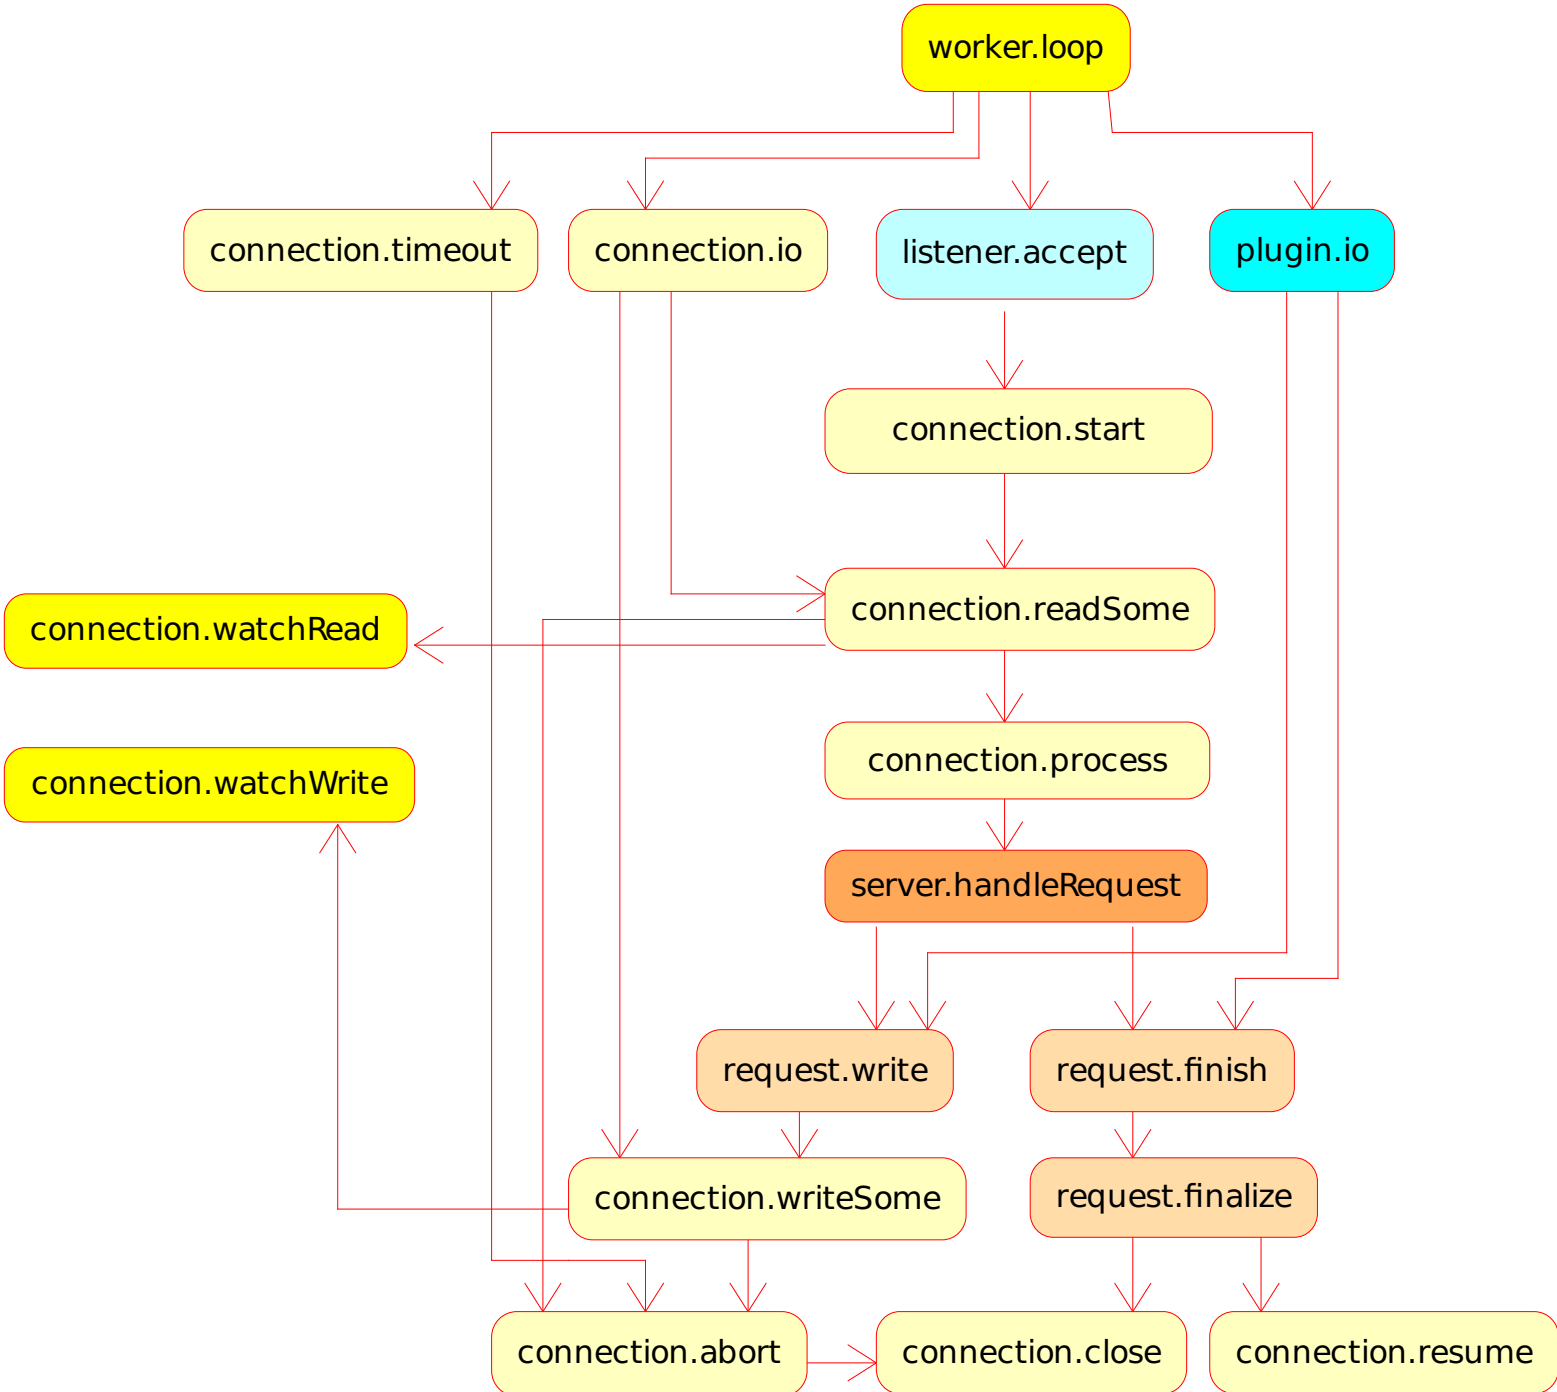 worker.loop
connection.timeout
connection.io
listener.accept
plugin.io
connection.start
connection.readSome
connection.watchRead
connection.process
connection.watchWrite
server.handleRequest
request.write
request.finish
connection.writeSome
request.finalize
connection.abort
connection.close
connection.resume